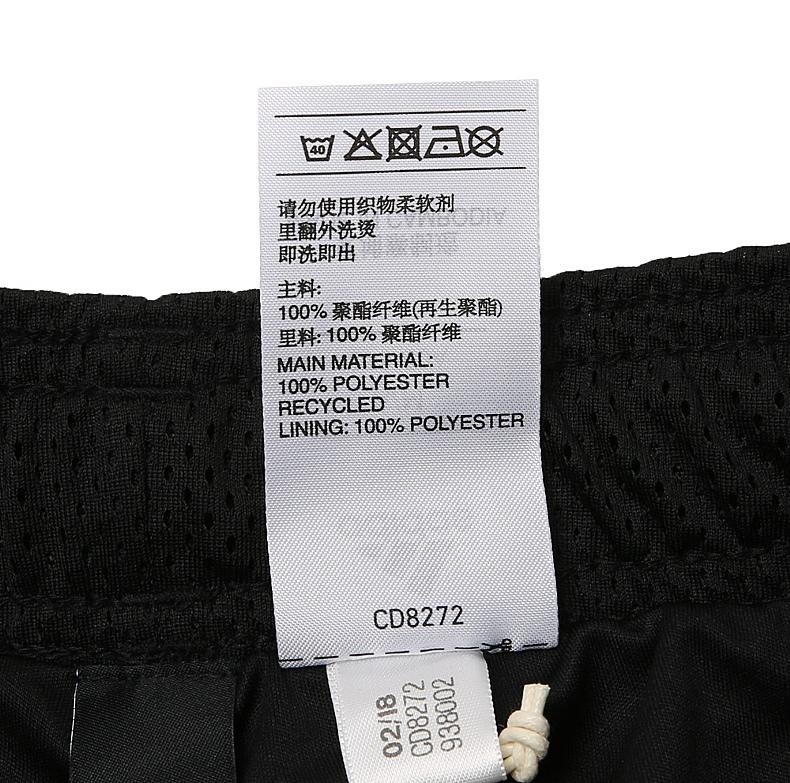 40
请勿使用织物柔软剂
里翻外洗烫
即洗即出
主料:
100% 聚酯纤维(再生聚酯)
里料: 100% 聚酯纤维
MAIN MATERIAL:
100% POLYESTER
RECYCLED
LINING: 100% POLYESTER
CD8272
02/18
CD8272
938002